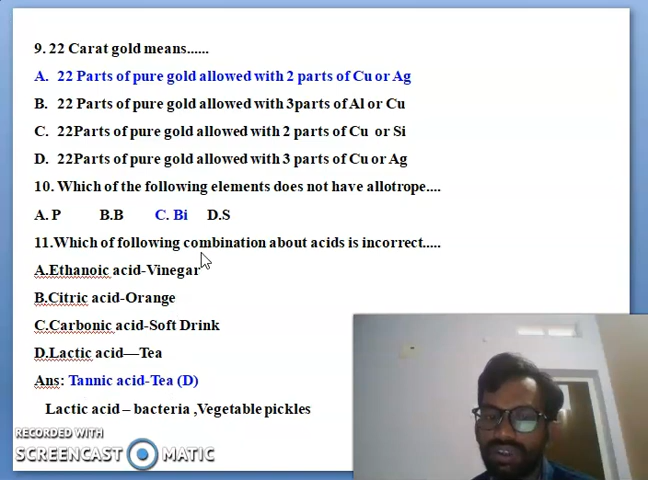 9. 22 Carat gold means......
A. 22 Parts of pure gold allowed with 2 parts of Cu or Ag
B. 22 Parts of pure gold allowed with 3parts of Al or Cu
C. 22Parts of pure gold allowed with 2 parts of Cu or Si
D. 22Parts of pure gold allowed with 3 parts of Cu or Ag
10. Which of the following elements does not have allotrope....
A. P B.B C. Bi D.S
11.Which of following combination about acids is incorrect.....
A.Ethanoic acid-Vinegar
B.Citric acid-Orange
C.Carbonic acid-Soft Drink
D.Lactic acid—Tea
Ans: Tannic acid-Tea (D)
Lactic acid – bacteria ,Vegetable pickles
RECORDED WITH
SCREENCAST MATIC